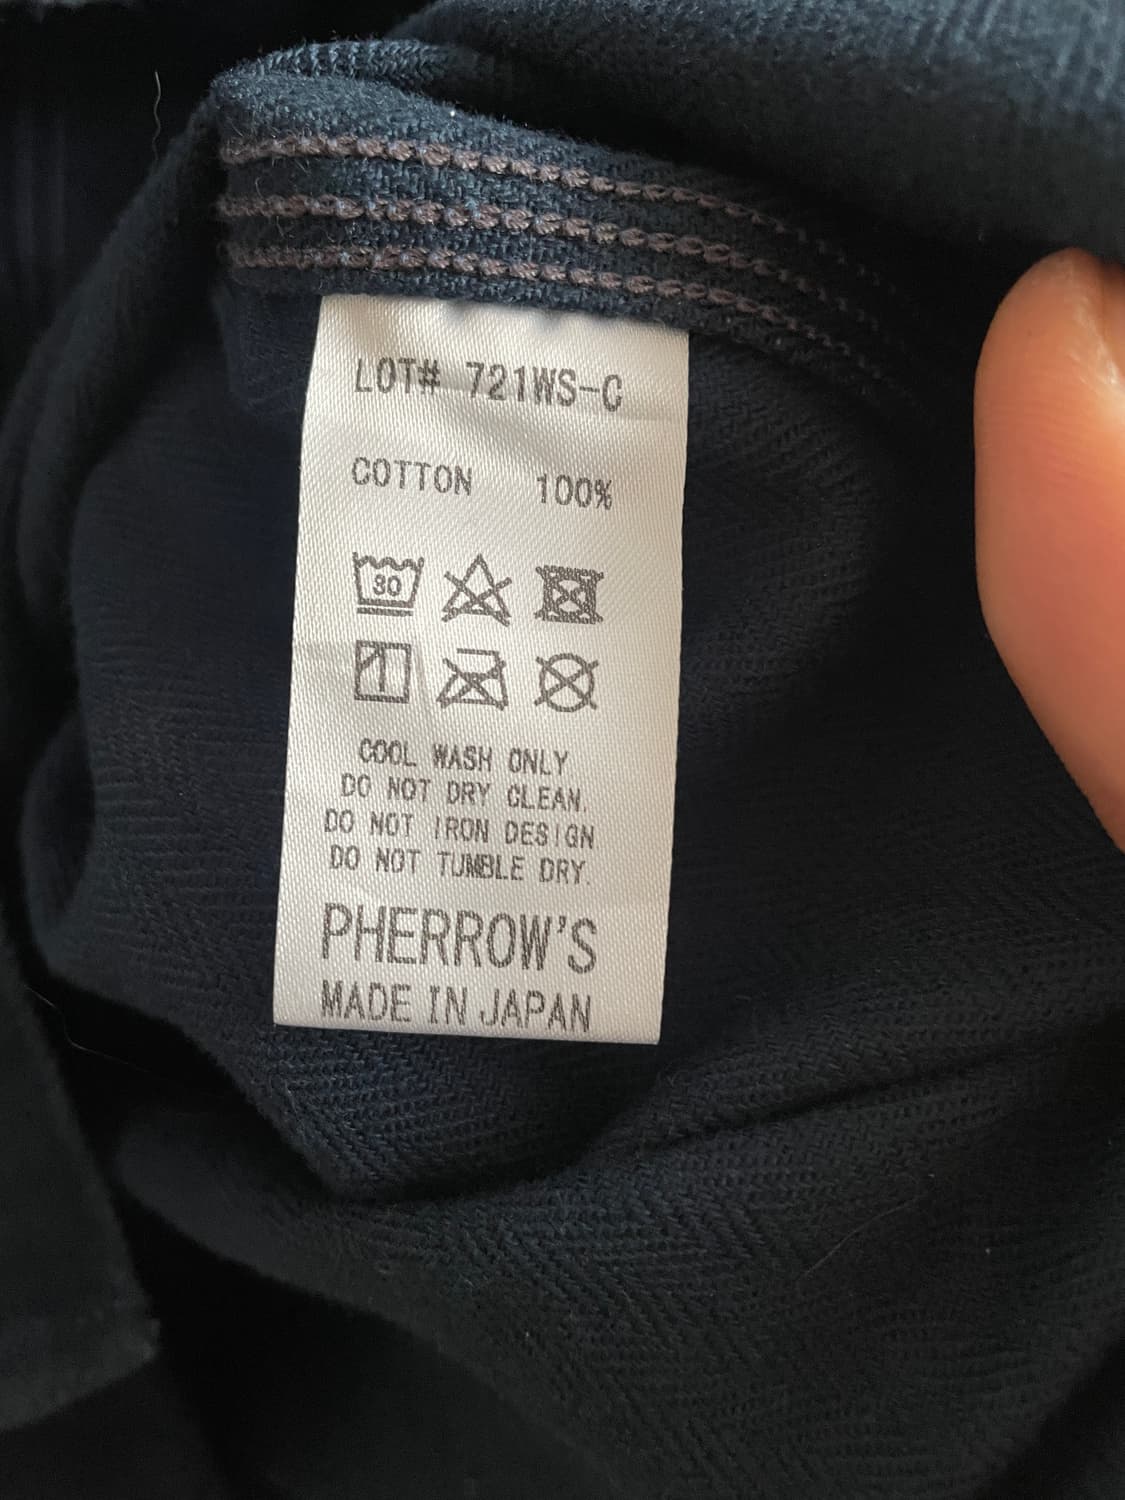 LOT# 721WS-C
COTTON 100%
30
COOL WASH ONLY
DO NOT DRY CLEAN.
DO NOT IRON DESIGN
DO NOT TUMBLE DRY.
PHERROW'S
MADE IN JAPAN